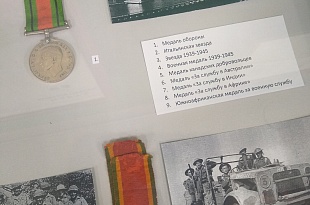 1.
1. Медаль обороны
2. Итальянская звезда
3. Звезда 1939-1945
4. Военная медаль 1939-1945
5. Медаль канадских добровольцев
6. Медаль «За службу в Австралии»
7. Медаль «За службу в Индии»
8. Медаль «За службу в Африке»
9. Южноафриканская медаль за военную службу